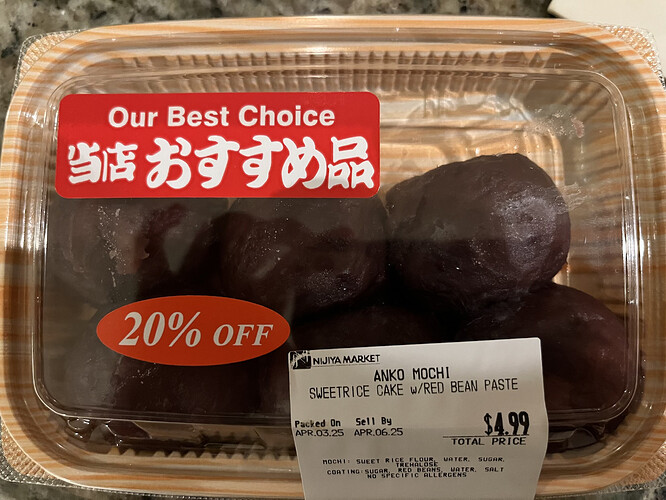 Our Best Choice
当店おすすめ品
20% OFF
NIJIYA MARKET
ANKO MOCHI
SWEETRICE CAKE w/RED BEAN PASTE
Packed On Sell By
APR.03.25 APR.06.25
$4.99
TOTAL PRICE
MOCHI: SWEET RICE FLOUR, WATER, SUGAR,
TREHALOSE
COATING:SUGAR, RED BEANS, WATER, SALT
NO SPECIFIC ALLERGENS